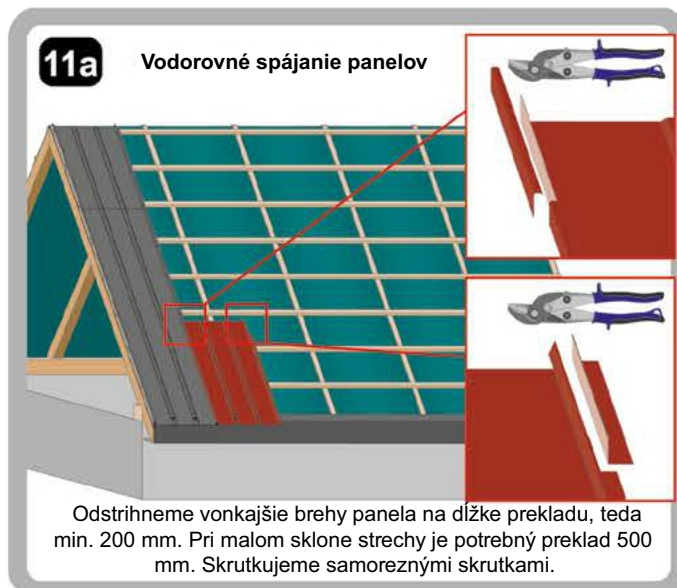 11a
Vodorovné spájanie panelov
Odstrihneme vonkajšie brehy panela na dĺžke prekladu, teda
min. 200 mm. Pri malom sklone strechy je potrebný preklad 500
mm. Skrutkujeme samoreznými skrutkami.